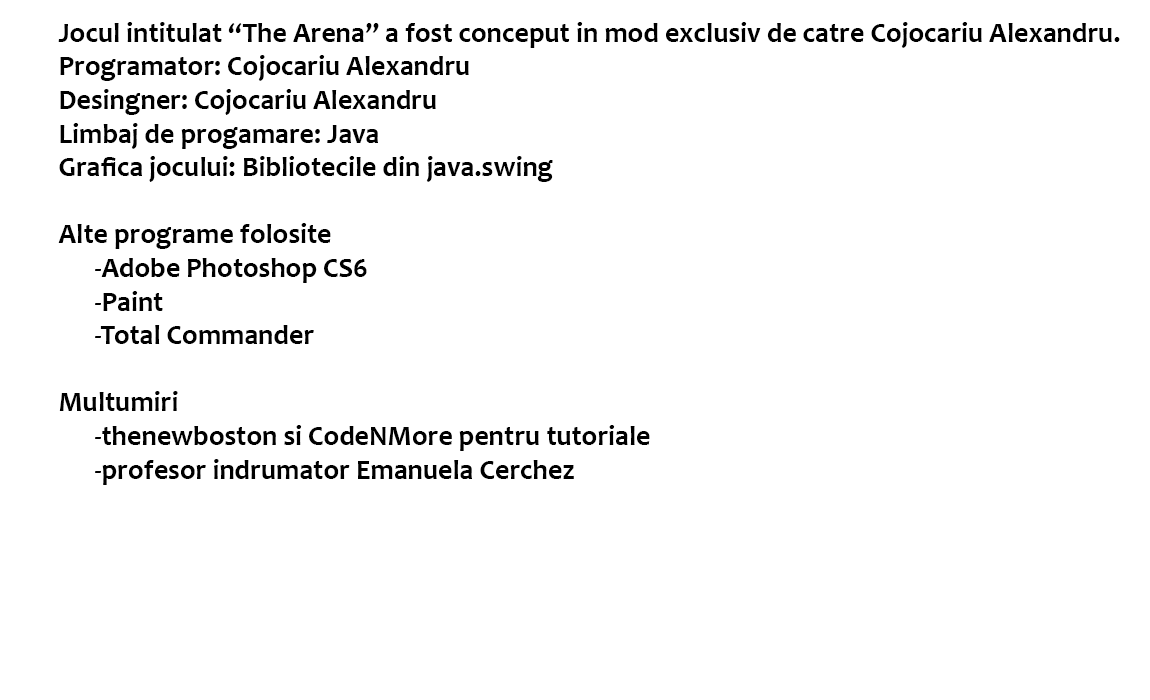 Jocul intitulat “The Arena” a fost conceput in mod exclusiv de catre Cojocariu Alexandru.
Programator: Cojocariu Alexandru
Desingner: Cojocariu Alexandru
Limbaj de progamare: Java
Grafica jocului: Bibliotecile din java.swing
Alte programe folosite
-Adobe Photoshop CS6
-Paint
-Total Commander
Multumiri
-thenewboston si CodeNMore pentru tutoriale
-profesor indrumator Emanuela Cerchez